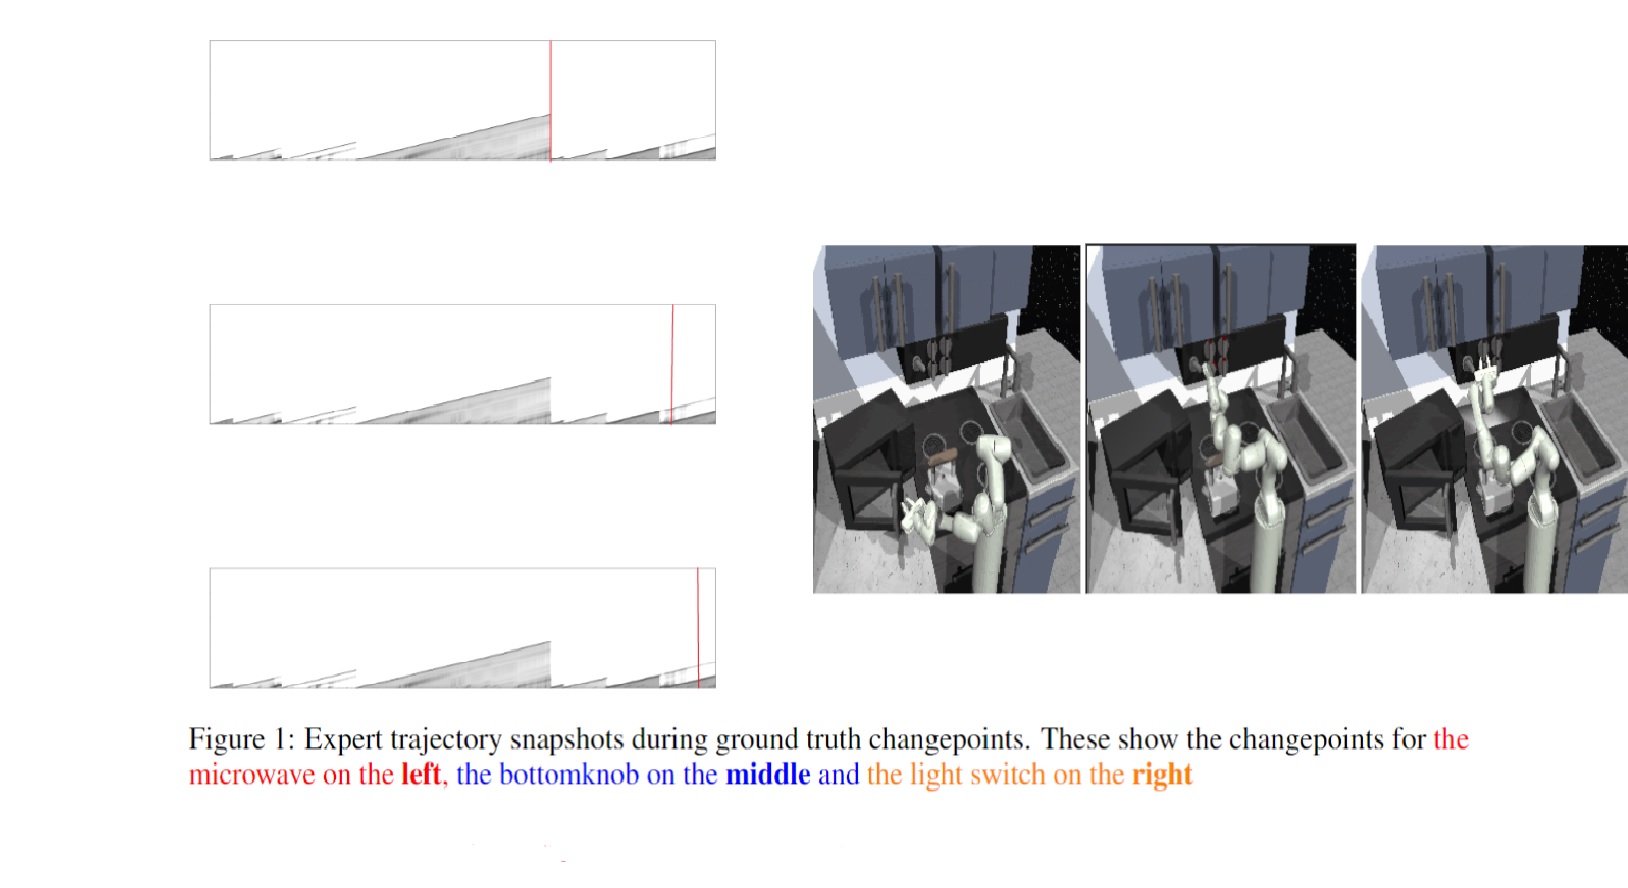 Figure 1: Expert trajectory snapshots during ground truth changepoints. These show the changepoints for the
microwave on the left, the bottomknob on the middle and the light switch on the right